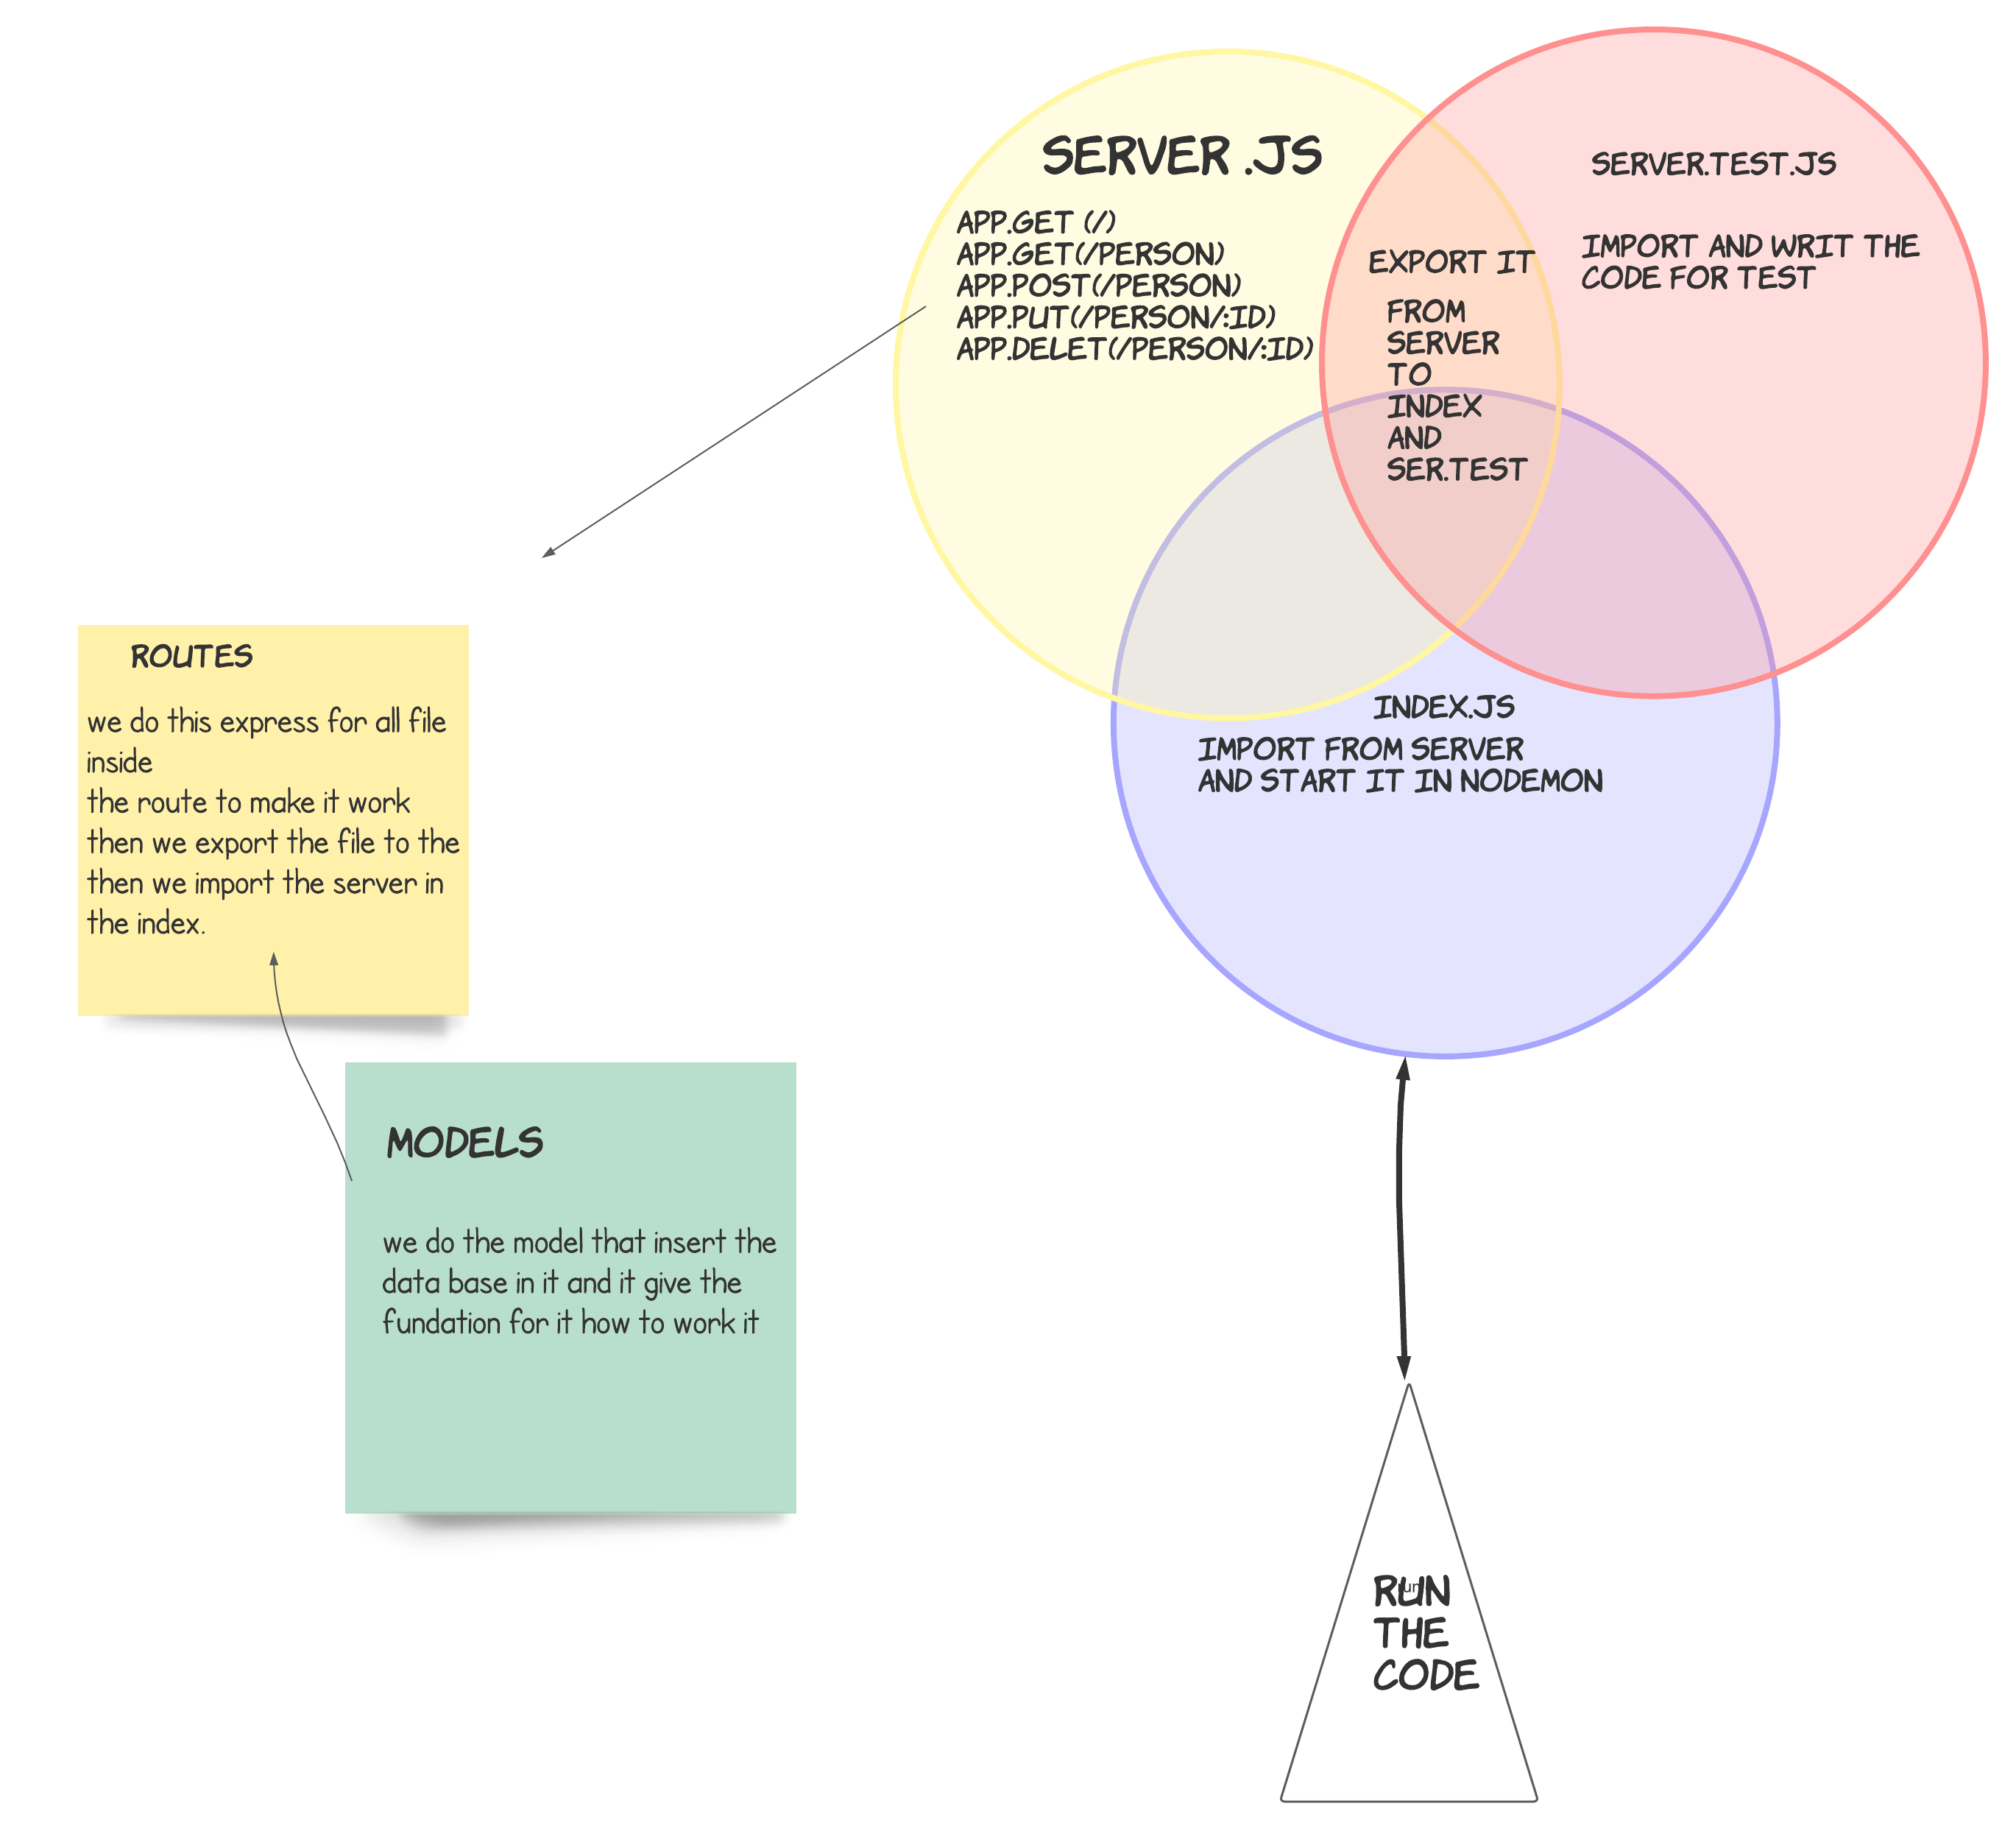 SERVER .JS
APP.GET (/)
APP.GET(/PERSON)
APP.POST(/PERSON)
APP.PUT(/PERSON/:ID)
APP.DELET(/PERSON/:ID)
EXPORT IT
FROM
SERVER
TO
INDEX
AND
SER.TEST
SERVER.TEST.JS
IMPORT AND WRIT THE
CODE FOR TEST
INDEX.JS
IMPORT FROM SERVER
AND START IT IN NODEMON
ROUTES
we do this express for all file
inside
the route to make it work
then we export the file to the
then we import the server in
the index.
MODELS
we do the model that insert the
data base in it and it give the
fundation for it how to work it
run
RUN
THE
CODE